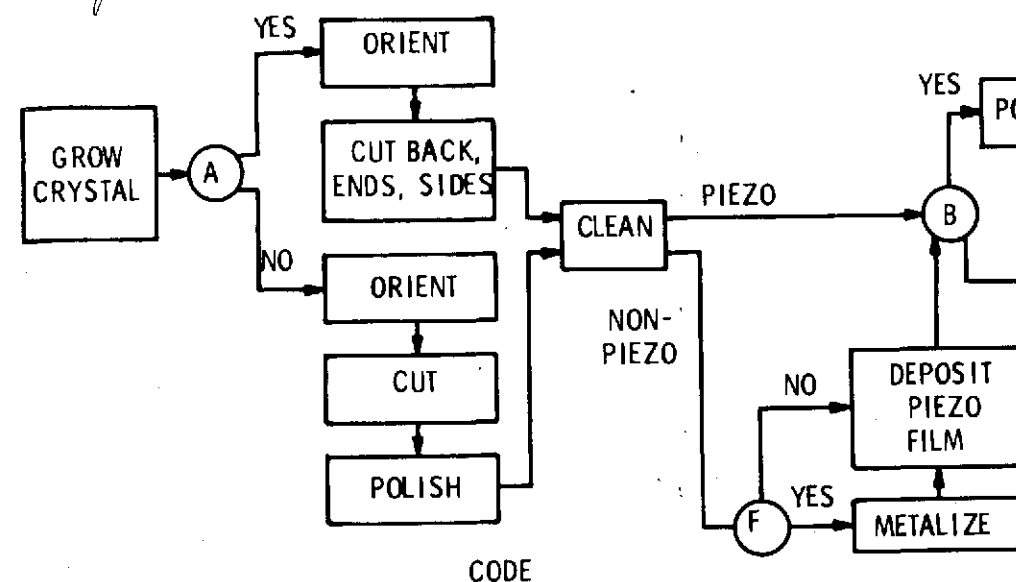 YES
ORIENT
GROW
CRYSTAL
A
CUT BACK,
ENDS, SIDES
NO
ORIENT
CUT
POLISH
CLEAN
PIEZO
NON-
PIEZO
YES
B
NO
DEPOSIT
PIEZO
FILM
F
YES
METALIZE
CODE